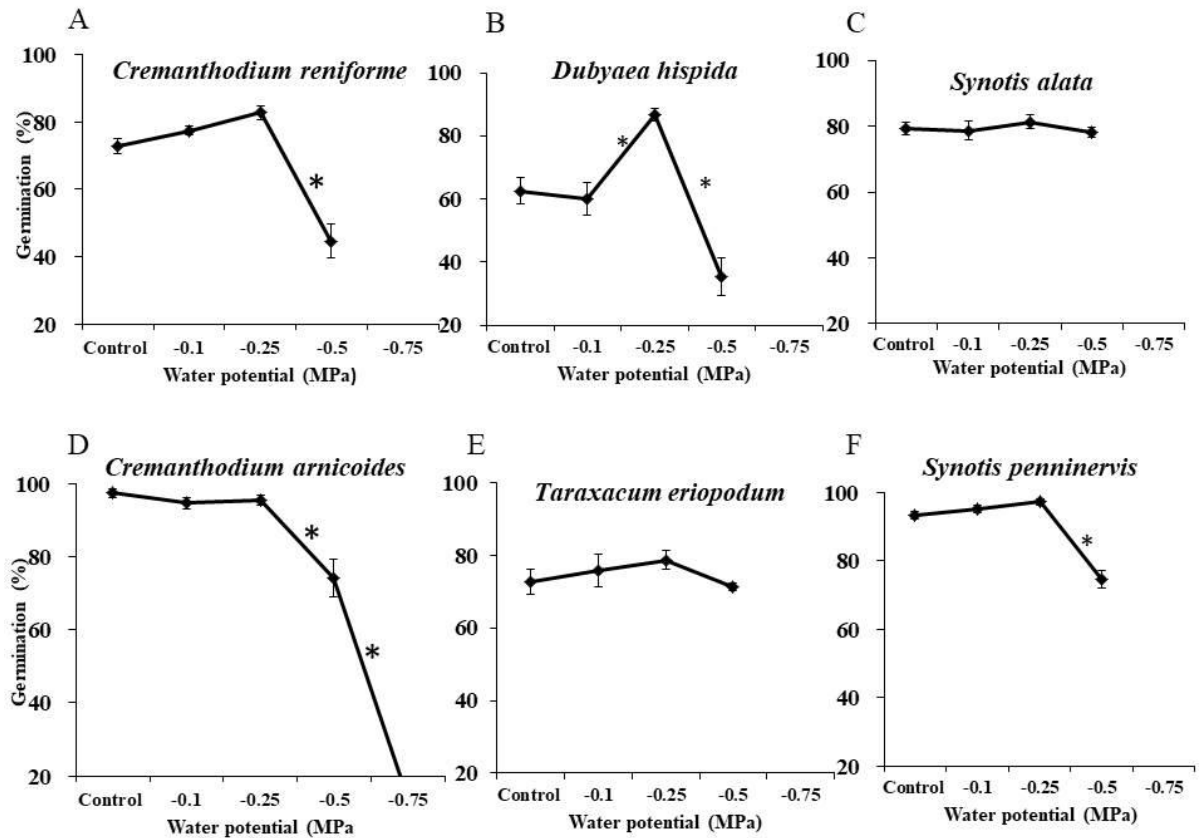 A
Cremanthodium reniforme
Germination (%)
100
80
60
40
20
*
Control -0.1 -0.25 -0.5 -0.75
Water potential (MPa)
B
Dubyaea hispida
100
80
60
40
20
*
*
Control -0.1 -0.25 -0.5 -0.75
Water potential (MPa)
C
Synotis alata
100
80
60
40
20
Control -0.1 -0.25 -0.5 -0.75
Water potential (MPa)
D
Cremanthodium arnicoides
Germination (%)
100
80
60
40
20
*
*
Control -0.1 -0.25 -0.5 -0.75
Water potential (MPa
E
Taraxacum eriopodum
100
80
60
40
20
Control -0.1 -0.25 -0.5 -0.75
Water potential (MPa)
F
Synotis penninervis
100
80
60
40
20
*
Control -0.1 -0.25 -0.5 -0.75
Water potential (MPa)